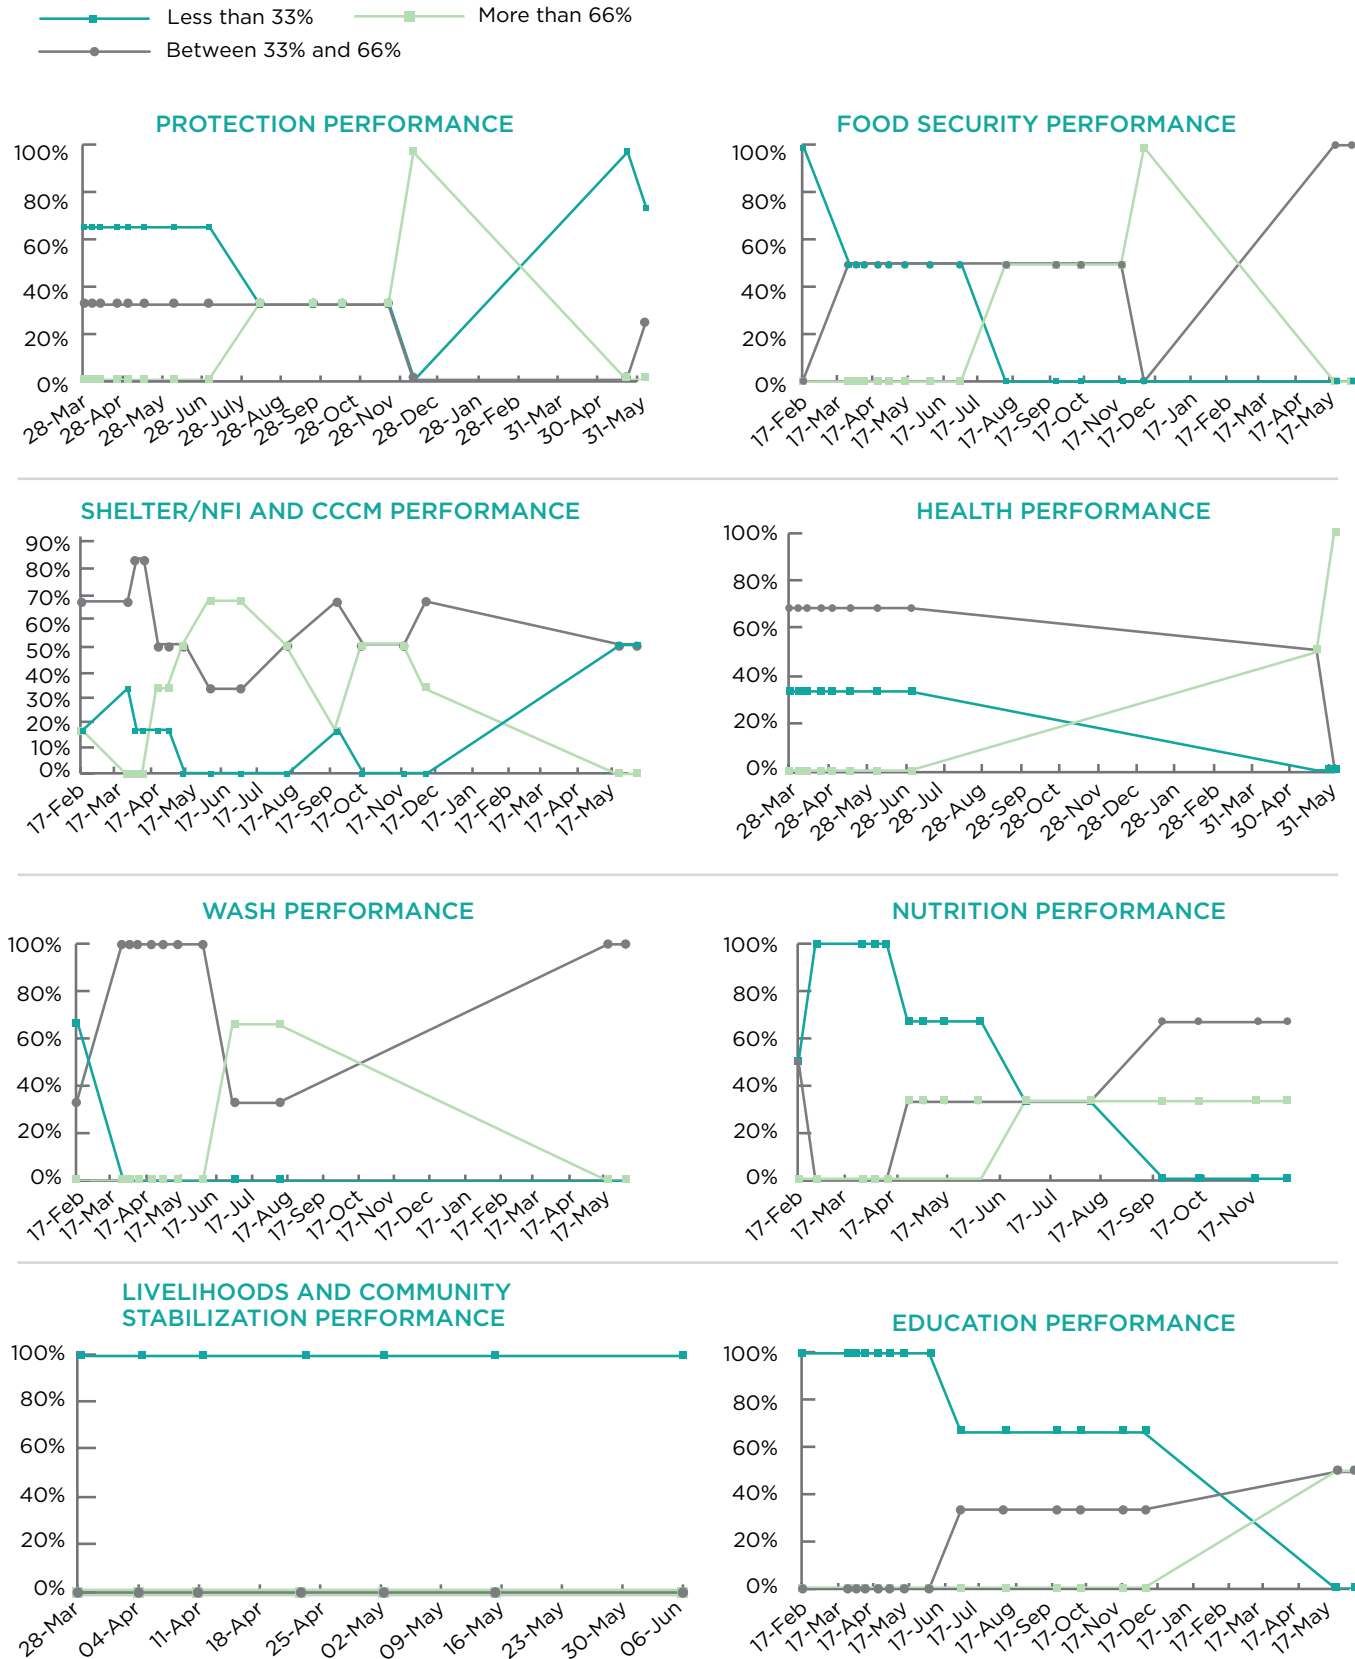 Less than 33%
More than 66%
Between 33% and 66%
PROTECTION PERFORMANCE
100%
80%
60%
40%
20%
0%
28-Mar
28-Apr
28-May
28-Jun
28-July
28-Aug
28-Sep
28-Oct
28-Nov
28-Dec
28-Jan
28-Feb
31-Mar
30-Apr
31-May
FOOD SECURITY PERFORMANCE
100%
80%
60%
40%
20%
0%
17-Feb
17-Mar
17-Apr
17-May
17-Jun
17-Jul
17-Aug
17-Sep
17-Oct
17-Nov
17-Dec
17-Jan
17-Feb
17-Mar
17-Apr
17-May
SHELTER/NFI AND CCCM PERFORMANCE
90%
80%
70%
60%
50%
40%
30%
20%
10%
0%
17-Feb
17-Mar
17-Apr
17-May
17-Jun
17-Jul
17-Aug
17-Sep
17-Oct
17-Nov
17-Dec
17-Jan
17-Feb
17-Mar
17-Apr
17-May
HEALTH PERFORMANCE
100%
80%
60%
40%
20%
0%
28-Mar
28-Apr
28-May
28-Jun
28-Jul
28-Aug
28-Sep
28-Oct
28-Nov
28-Dec
28-Jan
28-Feb
31-Mar
30-Apr
31-May
WASH PERFORMANCE
100%
80%
60%
40%
20%
0%
17-Feb
17-Mar
17-Apr
17-May
17-Jun
17-Jul
17-Aug
17-Sep
17-Oct
17-Nov
17-Dec
17-Jan
17-Feb
17-Mar
17-Apr
17-May
NUTRITION PERFORMANCE
100%
80%
60%
40%
20%
0%
17-Feb
17-Mar
17-Apr
17-May
17-Jun
17-Jul
17-Aug
17-Sep
17-Oct
17-Nov
LIVELIHOODS AND COMMUNITY
STABILIZATION PERFORMANCE
100%
80%
60%
40%
20%
0%
28-Mar
04-Apr
11-Apr
18-Apr
25-Apr
02-May
09-May
16-May
23-May
30-May
06-Jun
EDUCATION PERFORMANCE
100%
80%
60%
40%
20%
0%
17-Feb
17-Mar
17-Apr
17-May
17-Jun
17-Jul
17-Aug
17-Sep
17-Oct
17-Nov
17-Dec
17-Jan
17-Feb
17-Mar
17-Apr
17-May